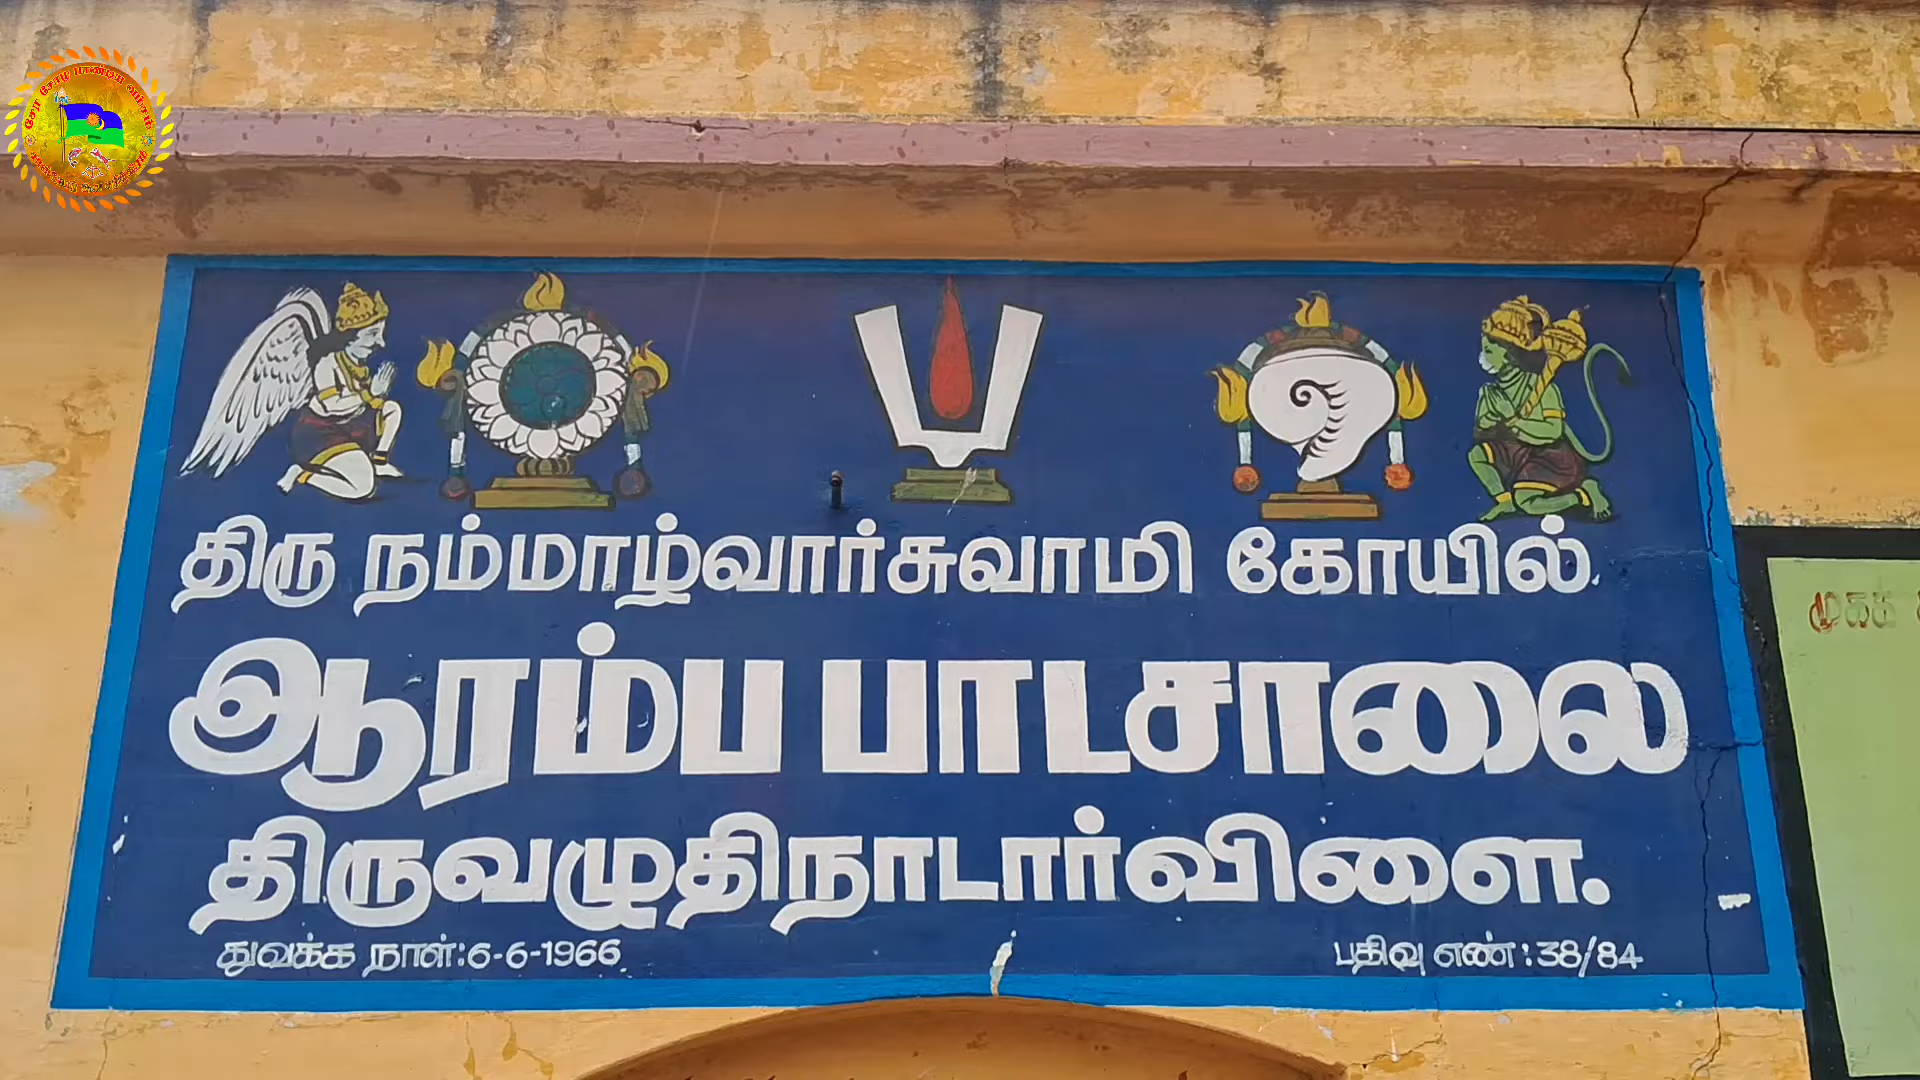 திரு நம்மாழ்வார்சுவாமி கோயில்.
ஆரம்ப பாடசாலை
திருவழுதிநாடார்விளை.
துவக்க நாள்:6-6-1966
பதிவு எண்:38/84